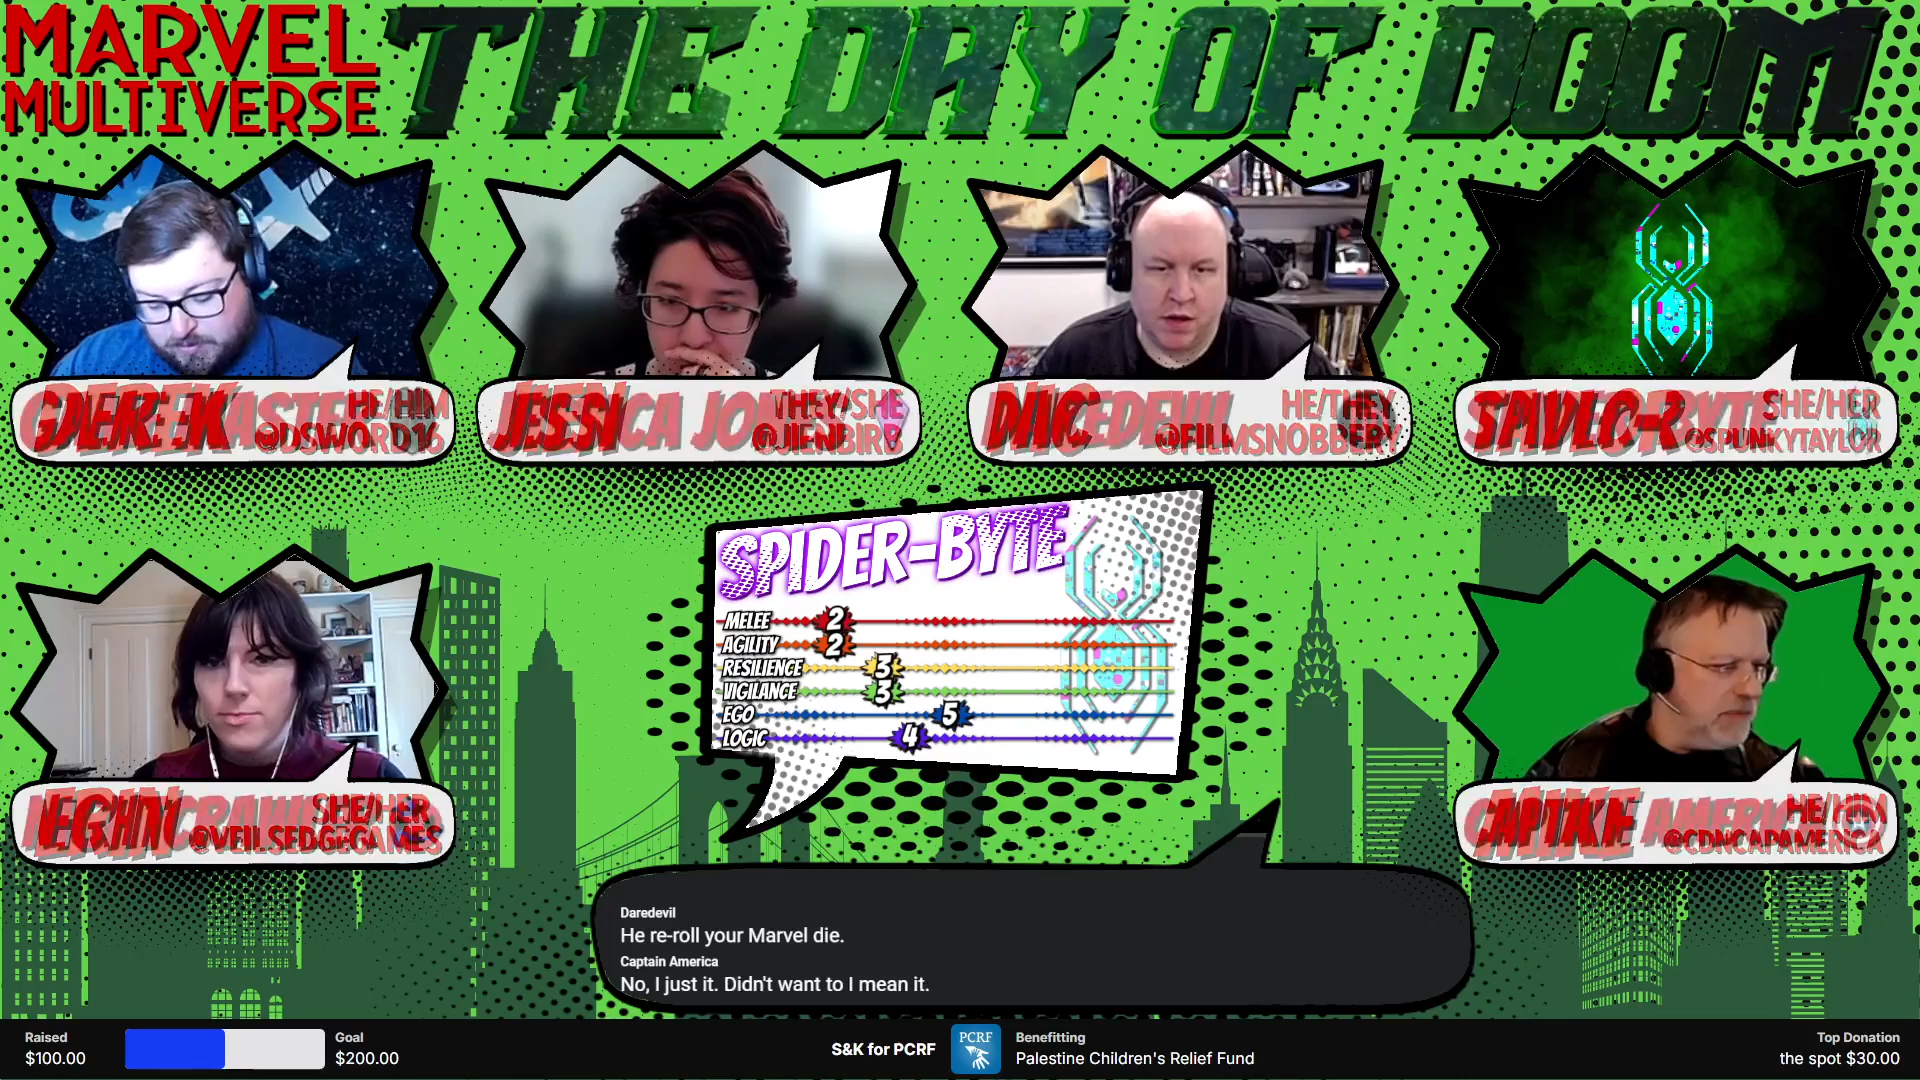 MARVEL
MULTIVERSE
THE DAY OF DOOM
HE/HIM
@DSWORD16
THEY/SHE
@JIENBIRB
HE/THEY
@FILMSNOBBERY
SHE/HER
@SPUNKYTAYLOR
SPIDER-BYTE
MELEE 2
AGILITY 2
RESILIENCE 3
VIGILANCE 3
EGO 5
LOGIC 4
SHE/HER
@VEILSEDGEGAMES
HE/HIM
@CDNCAPAMERICA
Daredevil
He re-roll your Marvel die.
Captain America
No, I just it. Didn't want to I mean it.
Raised
$100.00
Goal
$200.00
S&K for PCRF
PCRF
Benefitting
Palestine Children's Relief Fund
Top Donation
the spot $30.00